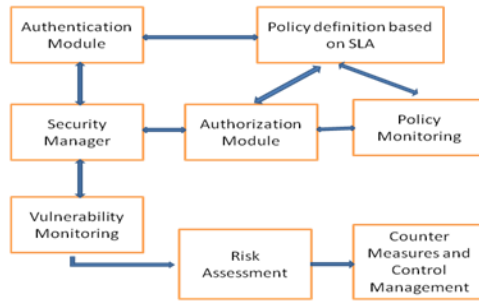 Authentication
Module
Policy definition based
on SLA
Security
Manager
Authorization
Module
Policy
Monitoring
Vulnerability
Monitoring
Risk
Assessment
Counter
Measures and
Control
Management